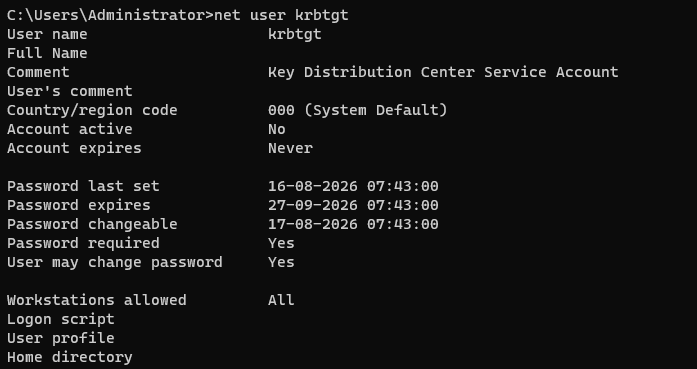 C:\Users\Administrator>net user krbtgt
User name                    krbtgt
Full Name
Comment                      Key Distribution Center Service Account
User's comment
Country/region code          000 (System Default)
Account active               No
Account expires              Never

Password last set            16-08-2026 07:43:00
Password expires             27-09-2026 07:43:00
Password changeable          17-08-2026 07:43:00
Password required            Yes
User may change password     Yes

Workstations allowed         All
Logon script
User profile
Home directory